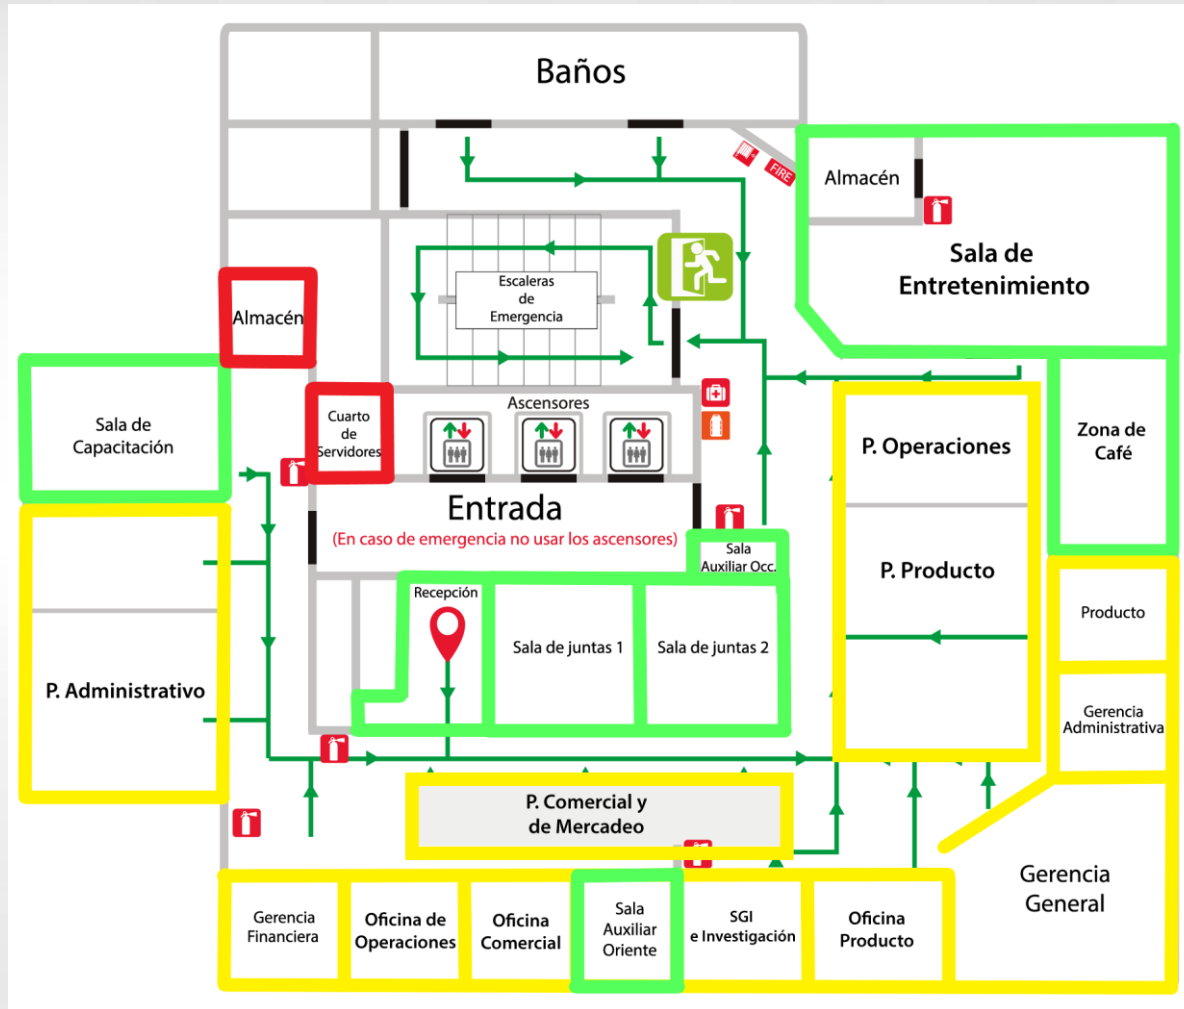 Baños
FIRE
Almacén
Sala de
Entretenimiento
Escaleras
de
Emergencia
Almacén
Ascensores
Cuarto
de
Servidores
Sala de
Capacitación
P. Operaciones
Zona de
Café
Entrada
(En caso de emergencia no usar los ascensores)
Sala
Auxiliar Occ.
P. Producto
Recepción
Sala de juntas 1
Sala de juntas 2
Producto
P. Administrativo
Gerencia
Administrativa
P. Comercial y
de Mercadeo
Gerencia
General
Gerencia
Financiera
Oficina de
Operaciones
Oficina
Comercial
Sala
Auxiliar
Oriente
SGI
e Investigación
Oficina
Producto